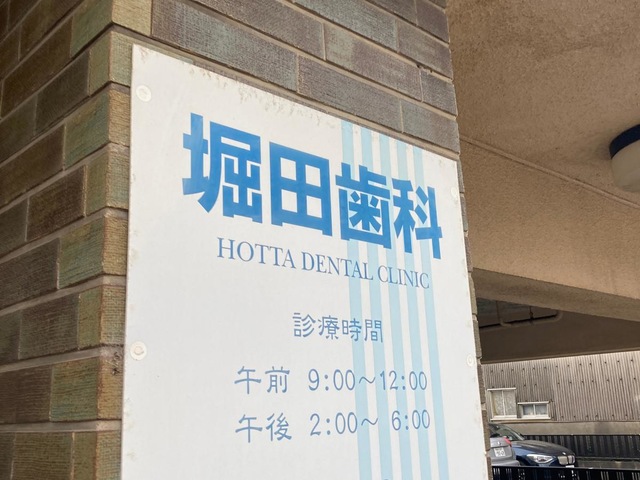 堀田歯科
HOTTA DENTAL CLINIC
診療時間
午前 9:00～12:00
午後 2:00～ 6:00